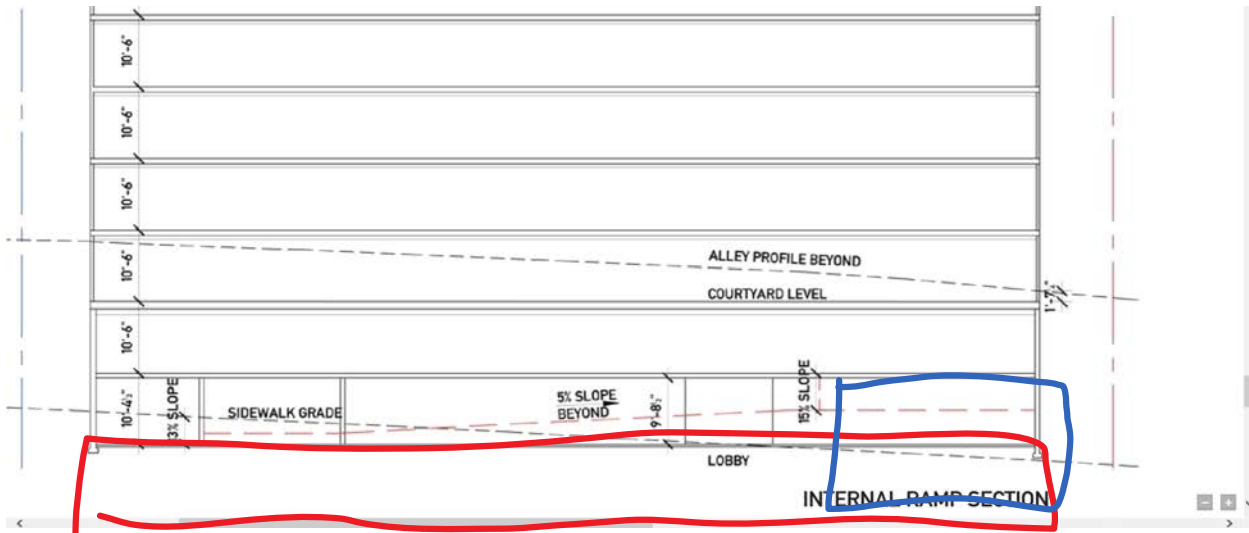 10'-6"
10'-6"
10'-6"
10'-6"
ALLEY PROFILE BEYOND
COURTYARD LEVEL
10'-6"
10'-4½"
3% SLOPE
SIDEWALK GRADE
5% SLOPE
BEYOND
9'-8½"
15% SLOPE
LOBBY
INTERNAL RAMP SECTION